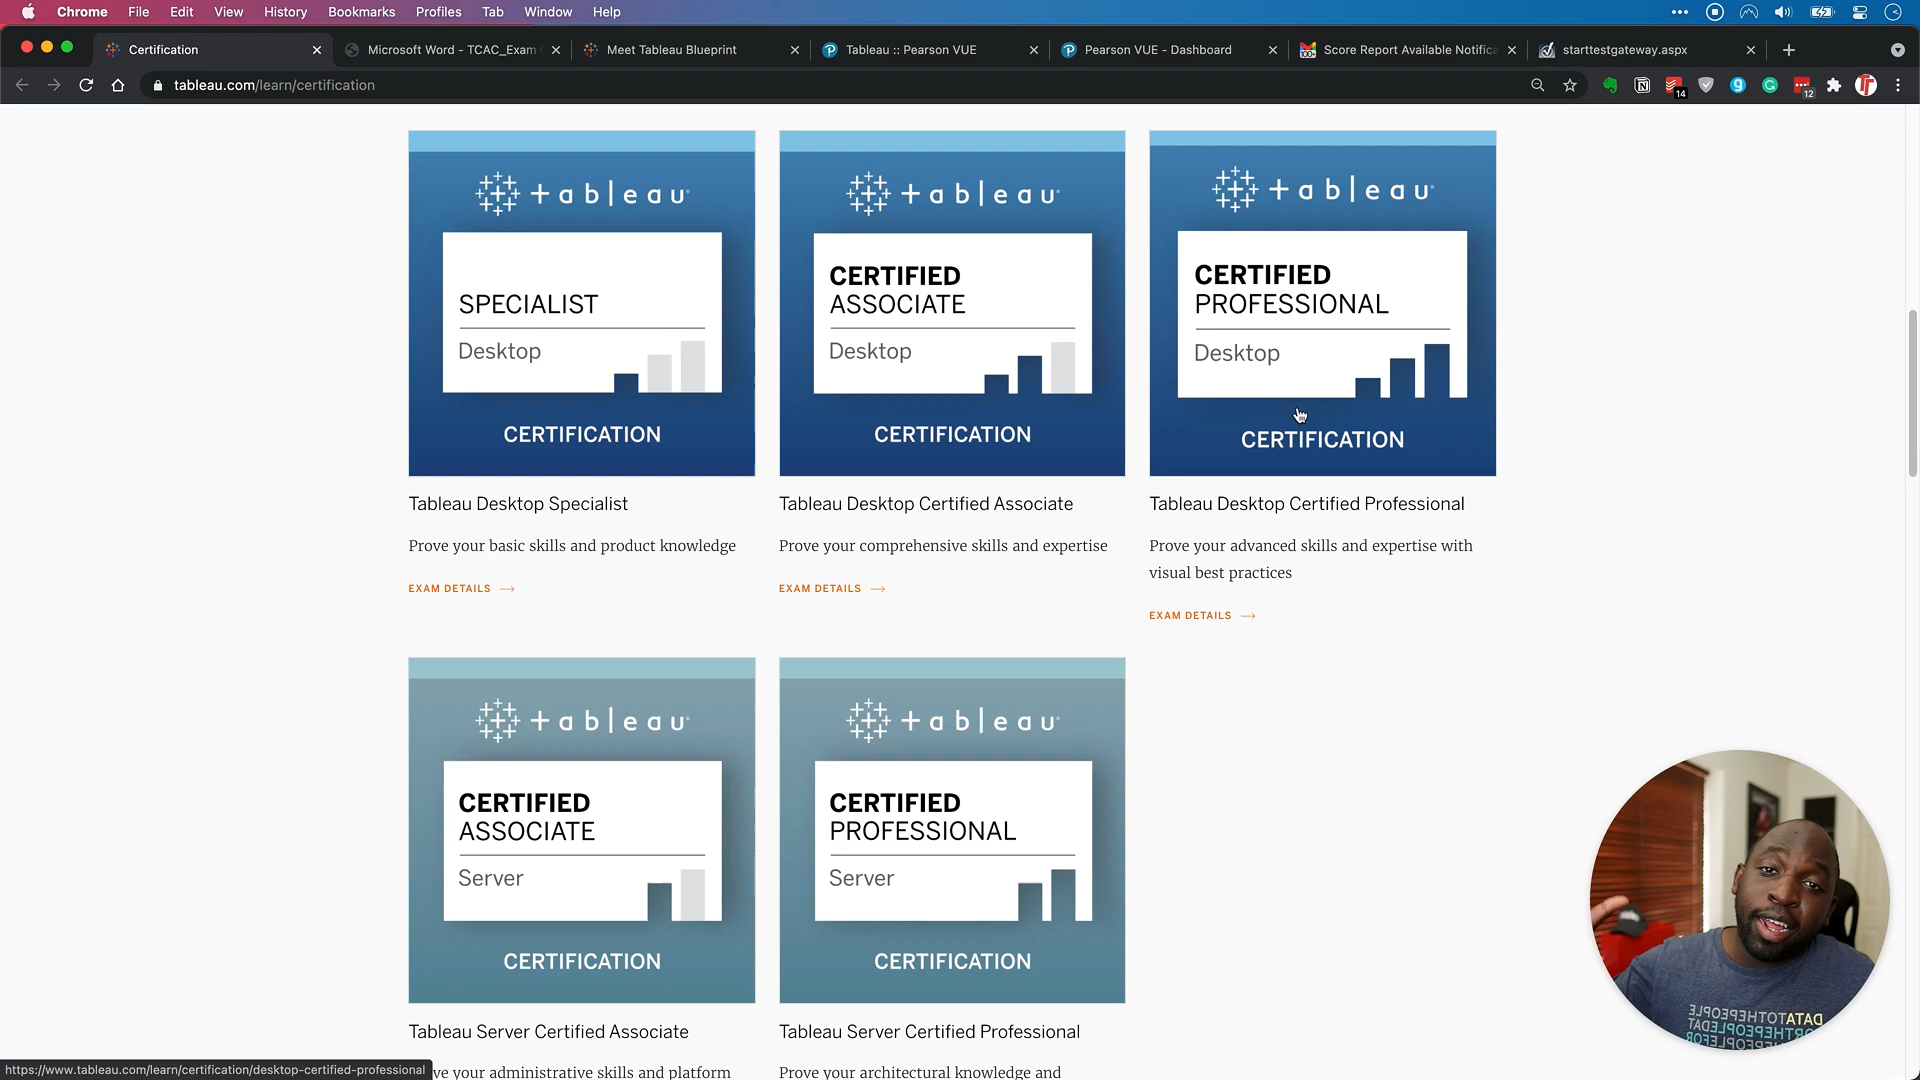 Chrome File Edit View History Bookmarks Profiles Tab Window Help
Certification
Microsoft Word - TCAC_Exam
Meet Tableau Blueprint
Tableau :: Pearson VUE
Pearson VUE - Dashboard
Score Report Available Notifica
starttestgateway.aspx
tableau.com/learn/certification
14
12
+ableau
SPECIALIST
Desktop
CERTIFICATION
+ableau
CERTIFIED
ASSOCIATE
Desktop
CERTIFICATION
+ableau
CERTIFIED
PROFESSIONAL
Desktop
CERTIFICATION
Tableau Desktop Specialist
Prove your basic skills and product knowledge
EXAM DETAILS
Tableau Desktop Certified Associate
Prove your comprehensive skills and expertise
EXAM DETAILS
Tableau Desktop Certified Professional
Prove your advanced skills and expertise with
visual best practices
EXAM DETAILS
+ableau
CERTIFIED
ASSOCIATE
Server
CERTIFICATION
+ableau
CERTIFIED
PROFESSIONAL
Server
CERTIFICATION
Tableau Server Certified Associate
ve your administrative skills and platform
Tableau Server Certified Professional
Prove your architectural knowledge and
https://www.tableau.com/learn/certification/desktop-certified-professional